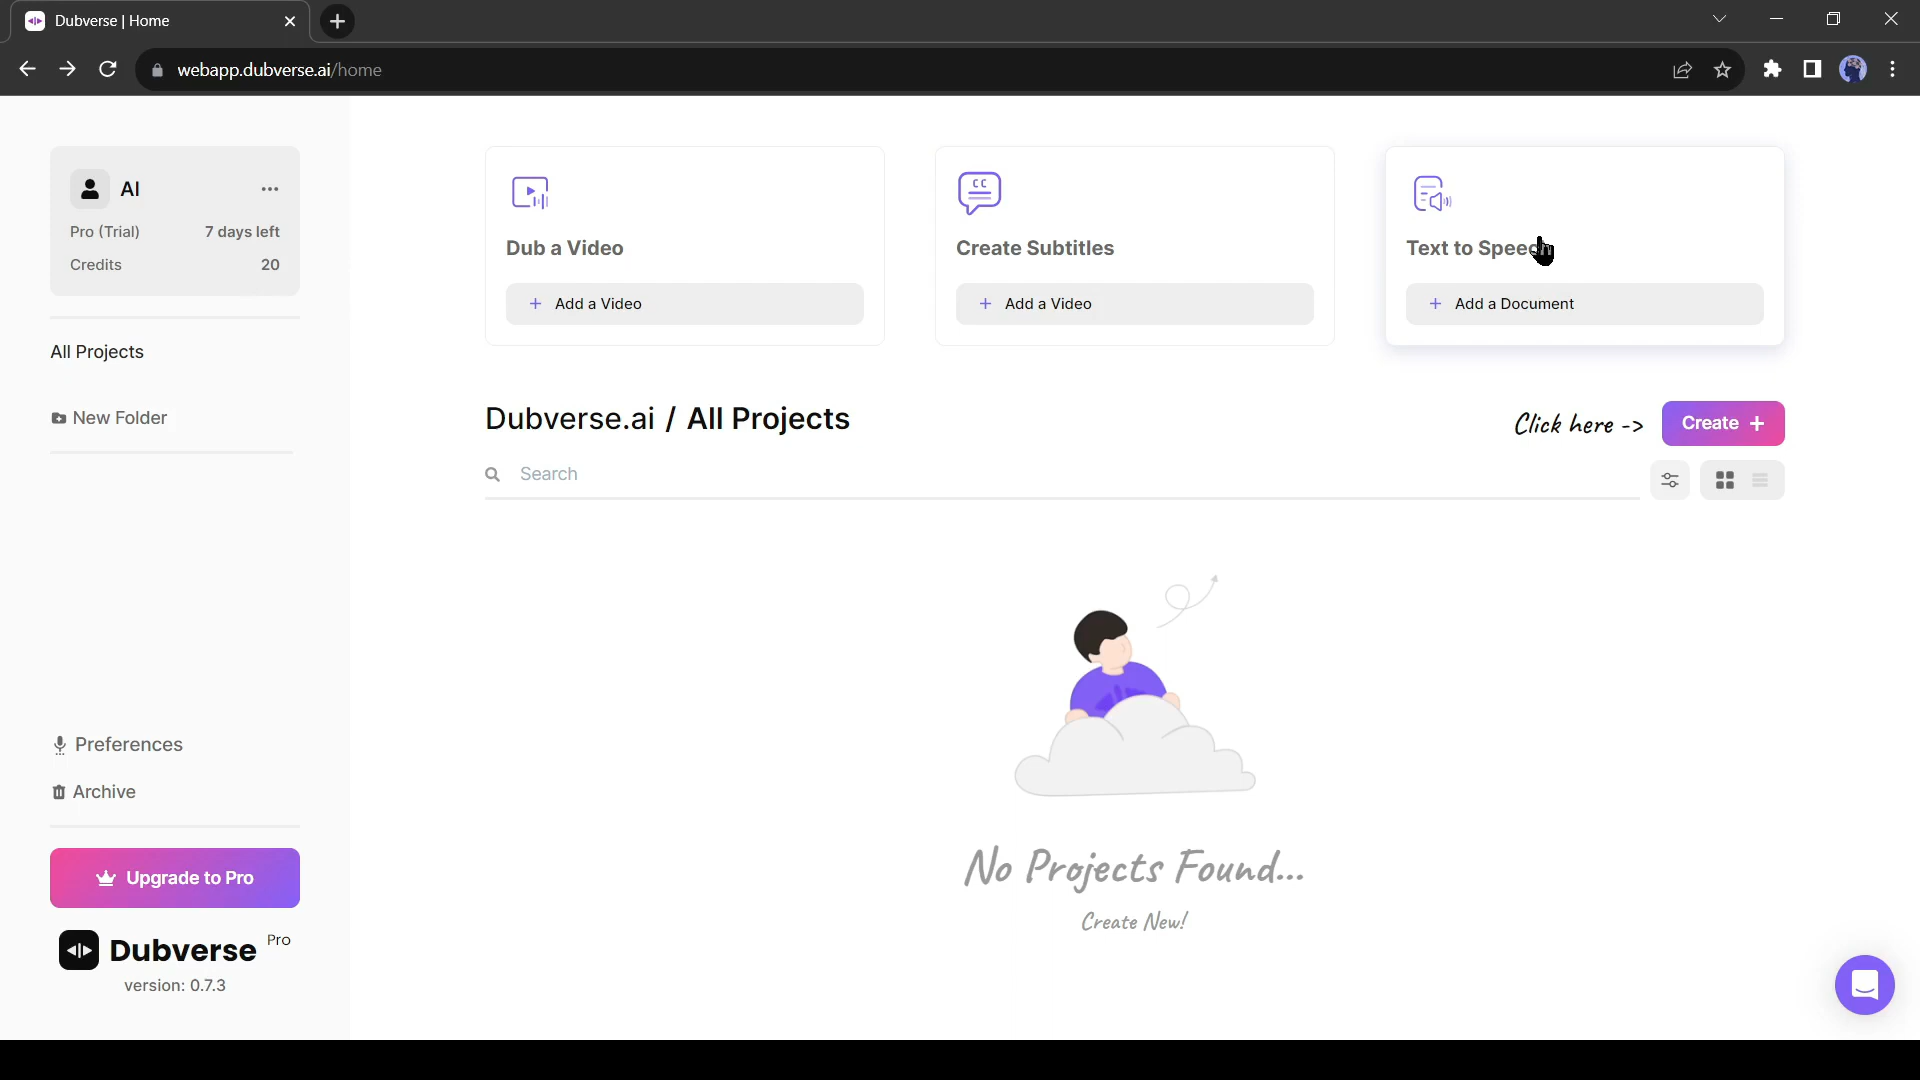 Dubverse | Home
webapp.dubverse.ai/home
AI
Pro (Trial) 7 days left
Credits 20
All Projects
New Folder
Preferences
Archive
Upgrade to Pro
Dubverse Pro
version: 0.7.3
Dub a Video
+ Add a Video
CC
Create Subtitles
+ Add a Video
Text to Speech
+ Add a Document
Dubverse.ai / All Projects
Click here -> Create +
Search
No Projects Found...
Create New!